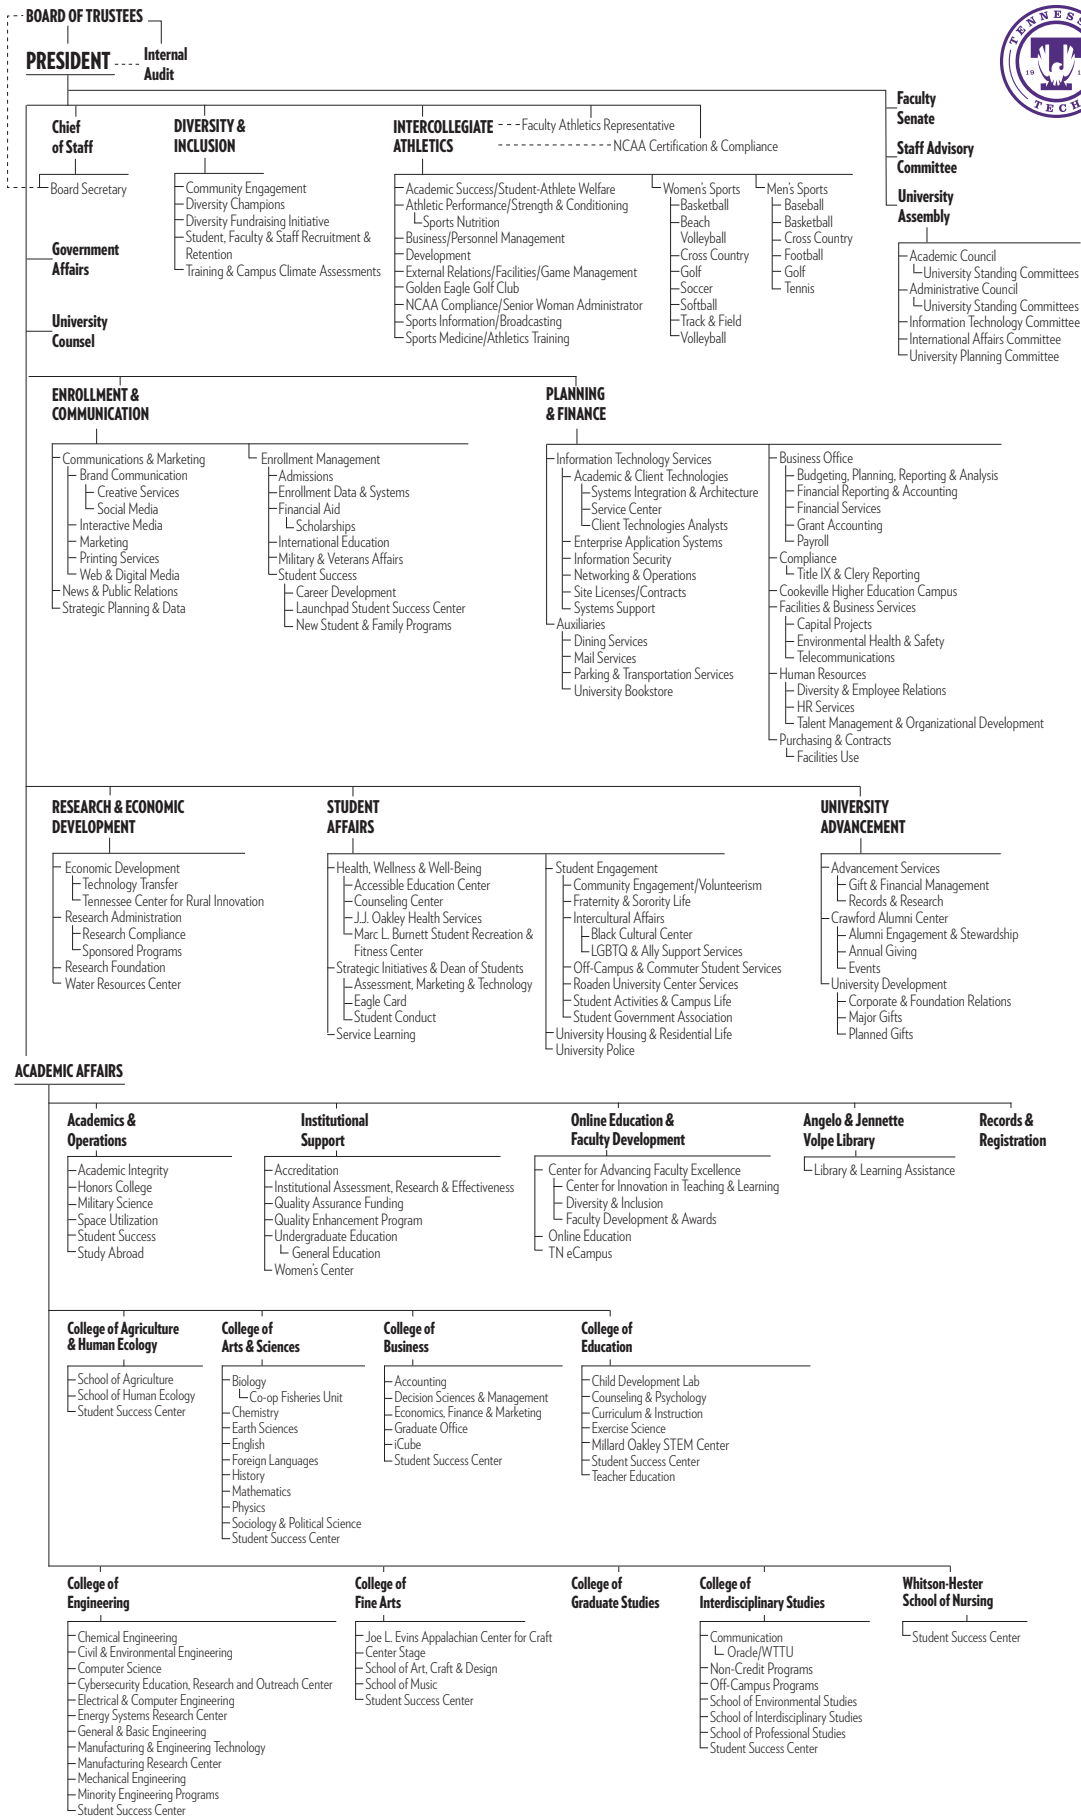 BOARD OF TRUSTEES
PRESIDENT
Internal
Audit
TENNES
TECH
19
1
Chief
of Staff
Board Secretary
Government
Affairs
University
Counsel
DIVERSITY &
INCLUSION
Community Engagement
Diversity Champions
Diversity Fundraising Initiative
Student, Faculty & Staff Recruitment &
Retention
Training & Campus Climate Assessments
INTERCOLLEGIATE
ATHLETICS
Faculty Athletics Representative
NCAA Certification & Compliance
Academic Success/Student-Athlete Welfare
Athletic Performance/Strength & Conditioning
Sports Nutrition
Business/Personnel Management
Development
External Relations/Facilities/Game Management
Golden Eagle Golf Club
NCAA Compliance/Senior Woman Administrator
Sports Information/Broadcasting
Sports Medicine/Athletics Training
Women's Sports
Basketball
Beach
Volleyball
Cross Country
Golf
Soccer
Softball
Track & Field
Volleyball
Men's Sports
Baseball
Basketball
Cross Country
Football
Golf
Tennis
Faculty
Senate
Staff Advisory
Committee
University
Assembly
Academic Council
University Standing Committees
Administrative Council
University Standing Committees
Information Technology Committee
International Affairs Committee
University Planning Committee
ENROLLMENT &
COMMUNICATION
Communications & Marketing
Brand Communication
Creative Services
Social Media
Interactive Media
Marketing
Printing Services
Web & Digital Media
News & Public Relations
Strategic Planning & Data
Enrollment Management
Admissions
Enrollment Data & Systems
Financial Aid
Scholarships
International Education
Military & Veterans Affairs
Student Success
Career Development
Launchpad Student Success Center
New Student & Family Programs
PLANNING
& FINANCE
Information Technology Services
Academic & Client Technologies
Systems Integration & Architecture
Service Center
Client Technologies Analysts
Enterprise Application Systems
Information Security
Networking & Operations
Site Licenses/Contracts
Systems Support
Auxiliaries
Dining Services
Mail Services
Parking & Transportation Services
University Bookstore
Business Office
Budgeting, Planning, Reporting & Analysis
Financial Reporting & Accounting
Financial Services
Grant Accounting
Payroll
Compliance
Title IX & Clery Reporting
Cookeville Higher Education Campus
Facilities & Business Services
Capital Projects
Environmental Health & Safety
Telecommunications
Human Resources
Diversity & Employee Relations
HR Services
Talent Management & Organizational Development
Purchasing & Contracts
Facilities Use
RESEARCH & ECONOMIC
DEVELOPMENT
Economic Development
Technology Transfer
Tennessee Center for Rural Innovation
Research Administration
Research Compliance
Sponsored Programs
Research Foundation
Water Resources Center
STUDENT
AFFAIRS
Health, Wellness & Well-Being
Accessible Education Center
Counseling Center
J.J. Oakley Health Services
Marc L. Burnett Student Recreation &
Fitness Center
Strategic Initiatives & Dean of Students
Assessment, Marketing & Technology
Eagle Card
Student Conduct
Service Learning
Student Engagement
Community Engagement/Volunteerism
Fraternity & Sorority Life
Intercultural Affairs
Black Cultural Center
LGBTQ & Ally Support Services
Off-Campus & Commuter Student Services
Roaden University Center Services
Student Activities & Campus Life
Student Government Association
University Housing & Residential Life
University Police
UNIVERSITY
ADVANCEMENT
Advancement Services
Gift & Financial Management
Records & Research
Crawford Alumni Center
Alumni Engagement & Stewardship
Annual Giving
Events
University Development
Corporate & Foundation Relations
Major Gifts
Planned Gifts
ACADEMIC AFFAIRS
Academics &
Operations
Academic Integrity
Honors College
Military Science
Space Utilization
Student Success
Study Abroad
Institutional
Support
Accreditation
Institutional Assessment, Research & Effectiveness
Quality Assurance Funding
Quality Enhancement Program
Undergraduate Education
General Education
Women's Center
Online Education &
Faculty Development
Center for Advancing Faculty Excellence
Center for Innovation in Teaching & Learning
Diversity & Inclusion
Faculty Development & Awards
Online Education
TN eCampus
Angelo & Jennette
Volpe Library
Library & Learning Assistance
Records &
Registration
College of Agriculture
& Human Ecology
School of Agriculture
School of Human Ecology
Student Success Center
College of
Arts & Sciences
Biology
Co-op Fisheries Unit
Chemistry
Earth Sciences
English
Foreign Languages
History
Mathematics
Physics
Sociology & Political Science
Student Success Center
College of
Business
Accounting
Decision Sciences & Management
Economics, Finance & Marketing
Graduate Office
iCube
Student Success Center
College of
Education
Child Development Lab
Counseling & Psychology
Curriculum & Instruction
Exercise Science
Millard Oakley STEM Center
Student Success Center
Teacher Education
College of
Engineering
Chemical Engineering
Civil & Environmental Engineering
Computer Science
Cybersecurity Education, Research and Outreach Center
Electrical & Computer Engineering
Energy Systems Research Center
General & Basic Engineering
Manufacturing & Engineering Technology
Manufacturing Research Center
Mechanical Engineering
Minority Engineering Programs
Student Success Center
College of
Fine Arts
Joe L. Evins Appalachian Center for Craft
Center Stage
School of Art, Craft & Design
School of Music
Student Success Center
College of
Graduate Studies
College of
Interdisciplinary Studies
Communication
Oracle/WTTU
Non-Credit Programs
Off-Campus Programs
School of Environmental Studies
School of Interdisciplinary Studies
School of Professional Studies
Student Success Center
Whitson-Hester
School of Nursing
Student Success Center